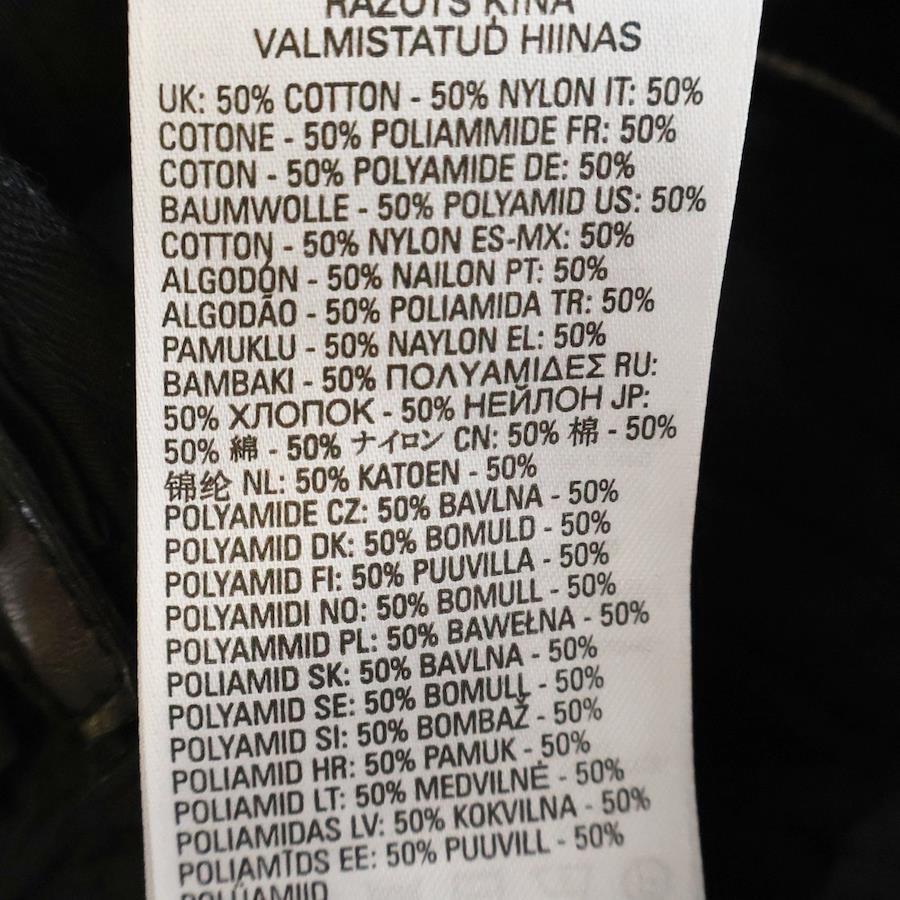 RAŽOTS ĶĪNĀ
VALMISTATUD HIINAS
UK: 50% COTTON - 50% NYLON IT: 50%
COTONE - 50% POLIAMMIDE FR: 50%
COTON - 50% POLYAMIDE DE: 50%
BAUMWOLLE - 50% POLYAMID US: 50%
COTTON - 50% NYLON ES-MX: 50%
ALGODÓN - 50% NAILON PT: 50%
ALGODÃO - 50% POLIAMIDA TR: 50%
PAMUKLU - 50% NAYLON EL: 50%
ΒΑΜΒΑΚΙ - 50% ΠΟΛΥΑΜΙΔΕΣ RU:
50% ХЛОПОК - 50% НЕЙЛОН JP:
50% 綿 - 50% ナイロン CN: 50% 棉 - 50%
锦纶 NL: 50% KATOEN - 50%
POLYAMIDE CZ: 50% BAVLNA - 50%
POLYAMID DK: 50% BOMULD - 50%
POLYAMID FI: 50% PUUVILLA - 50%
POLYAMIDI NO: 50% BOMULL - 50%
POLYAMMID PL: 50% BAWEŁNA - 50%
POLIAMID SK: 50% BAVLNA - 50%
POLYAMID SE: 50% BOMULL - 50%
POLYAMID SI: 50% BOMBAŽ - 50%
POLIAMID HR: 50% PAMUK - 50%
POLIAMID LT: 50% MEDVILNĖ - 50%
POLIAMIDAS LV: 50% KOKVILNA - 50%
POLIAMĪDS EE: 50% PUUVILL - 50%
POLÜAMIID